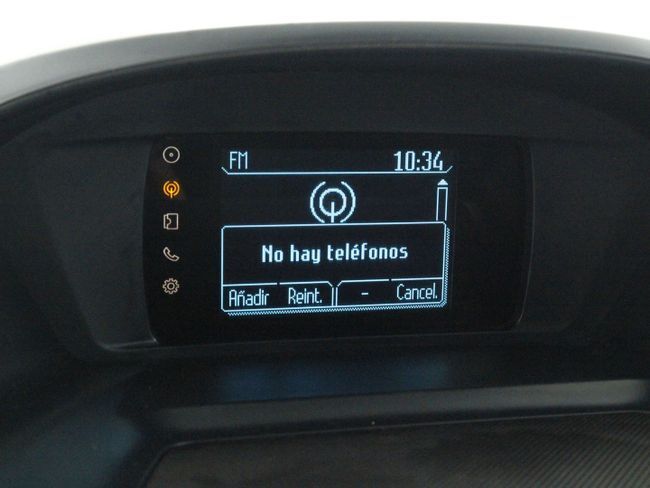 FM 10:34
No hay teléfonos
Añadir Reint. - Cancel.